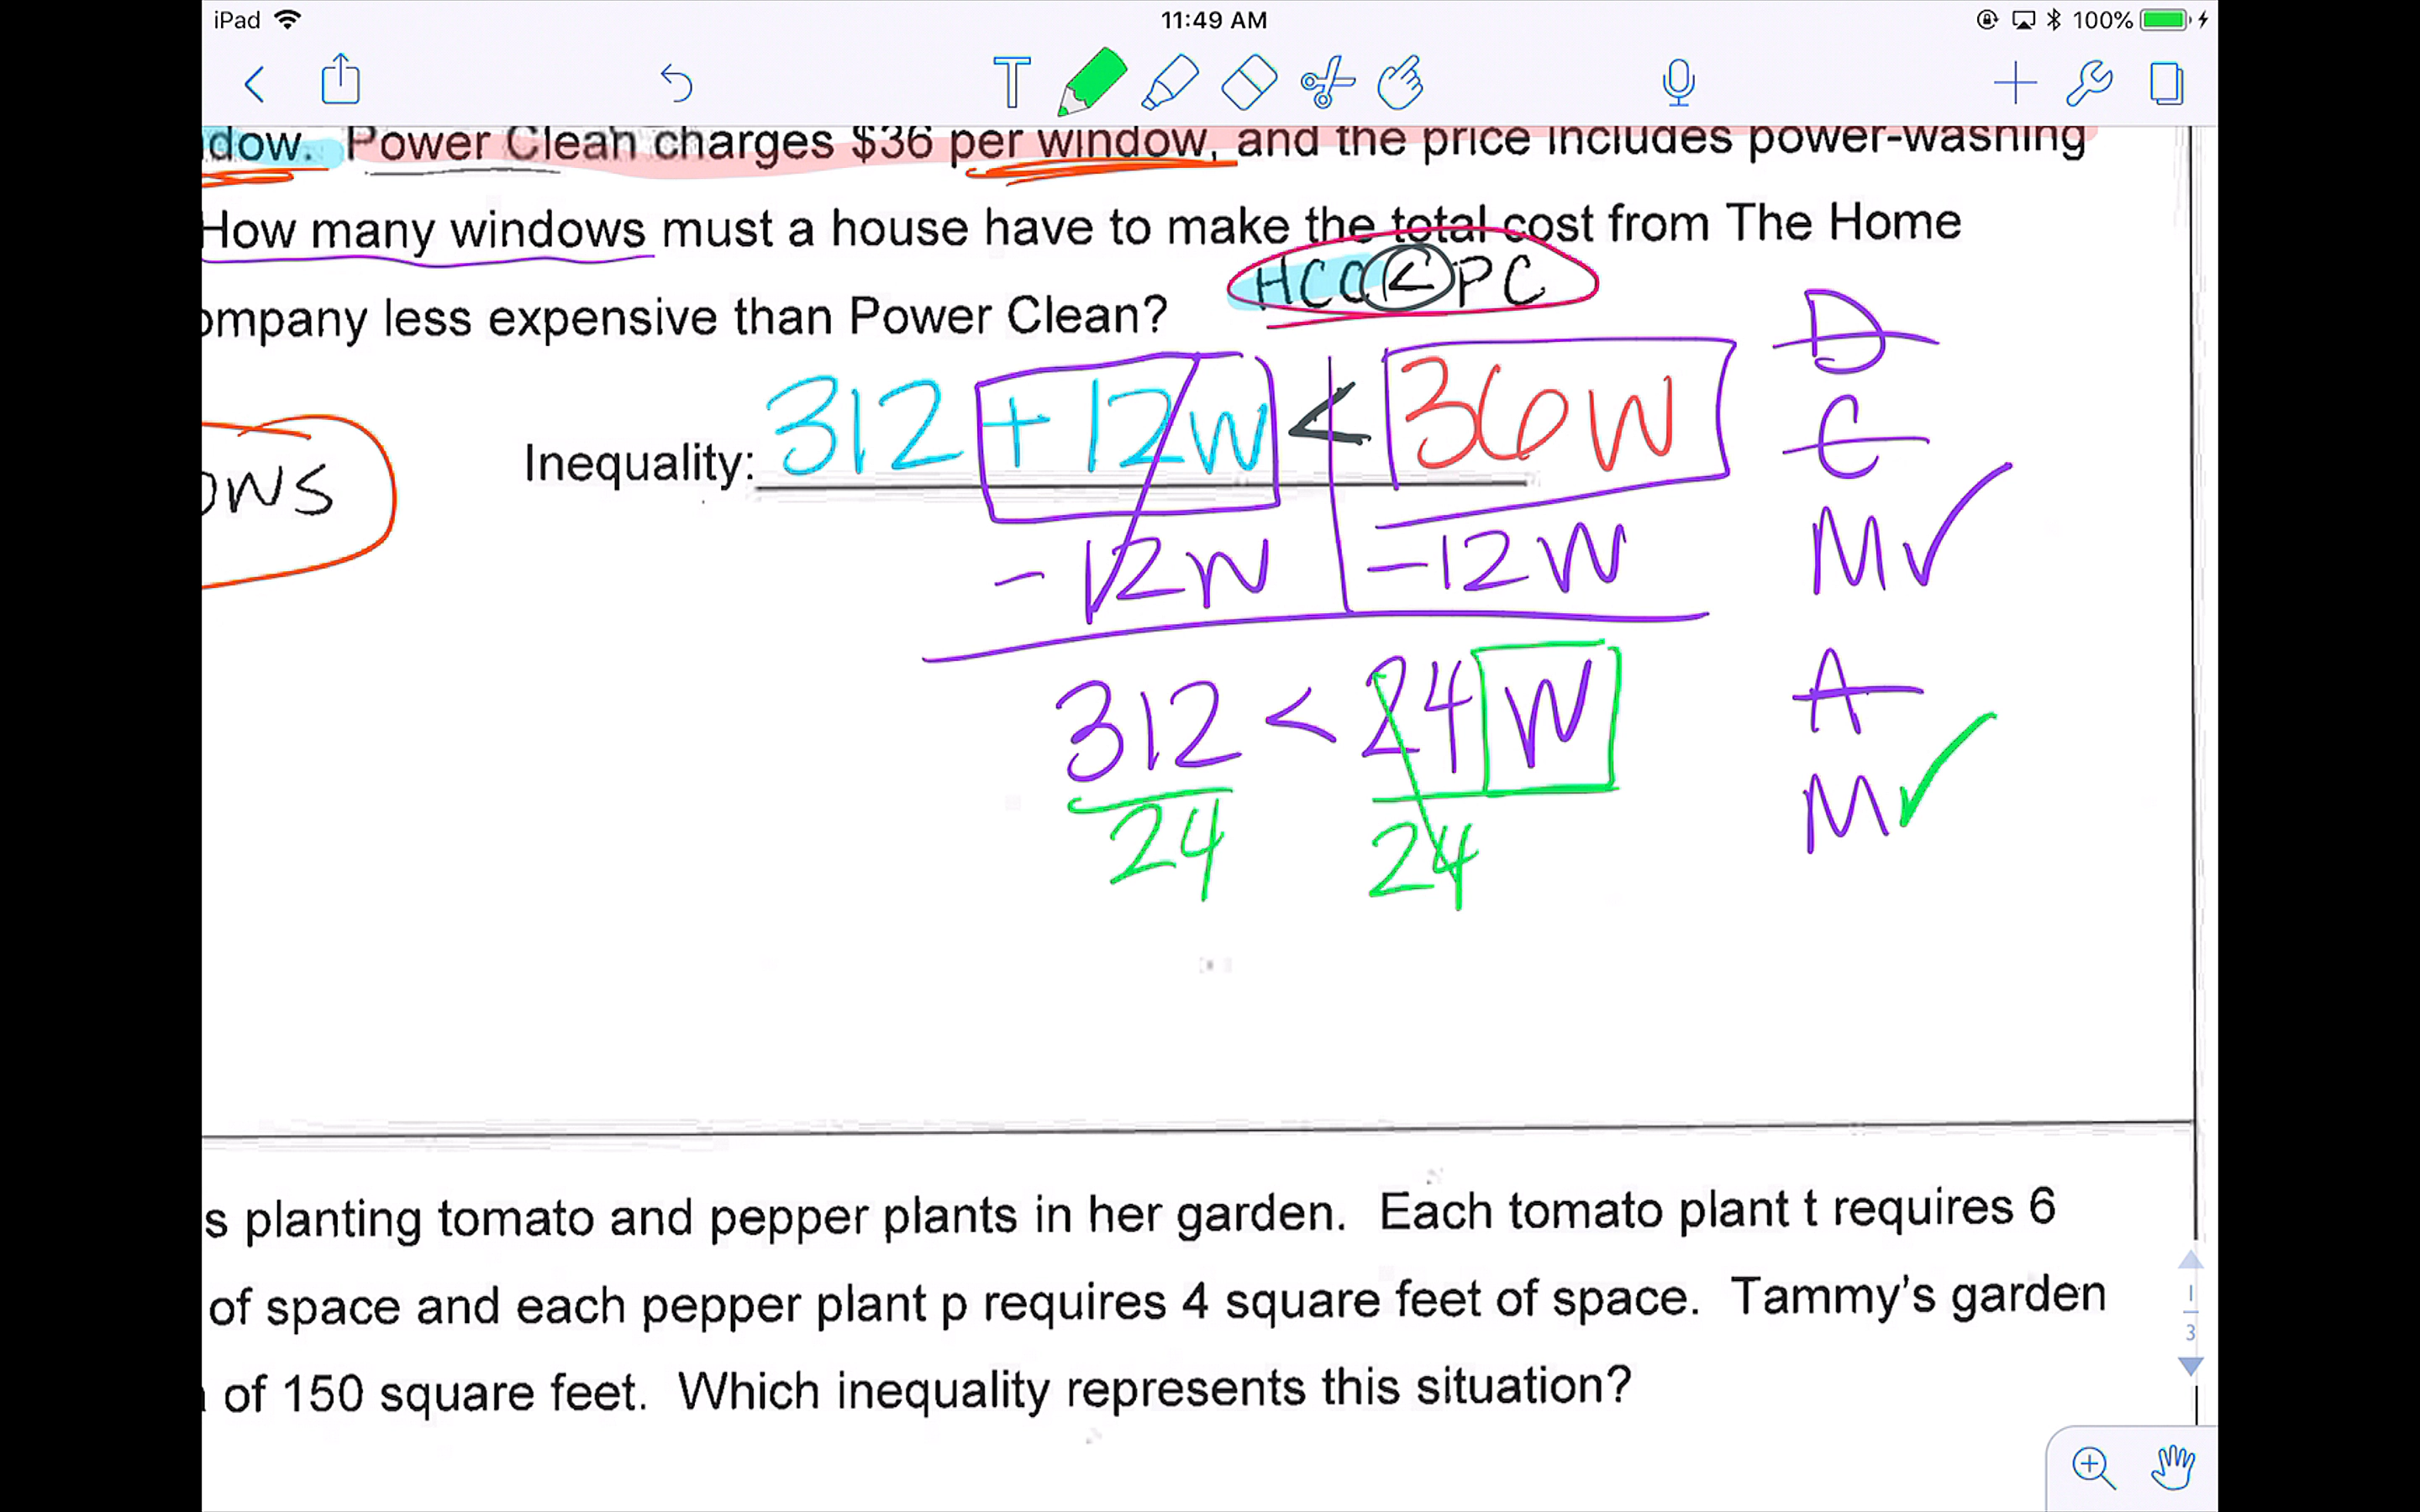 iPad 11:49 AM 100%
dow. Power Clean charges $36 per window, and the price includes power-washing
How many windows must a house have to make the total cost from The Home
HCC < PC
ompany less expensive than Power Clean?
D
Inequality: 312 + 12w < 36w
C
ows
- 12w - 12w
M
312 < 24w
A
24 24
M
s planting tomato and pepper plants in her garden. Each tomato plant t requires 6
of space and each pepper plant p requires 4 square feet of space. Tammy's garden
1
3
of 150 square feet. Which inequality represents this situation?